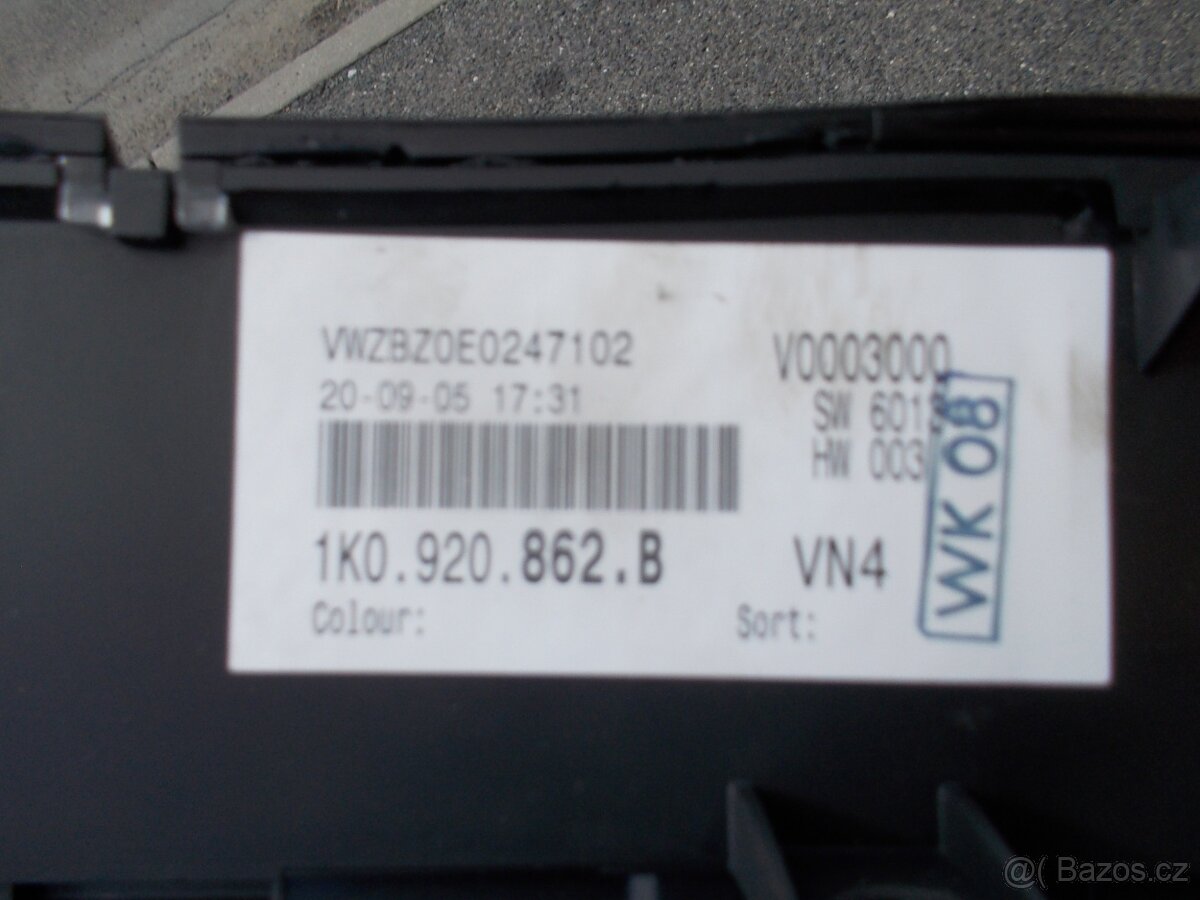 VWZBZ0E0247102
V0003000
20-09-05 17:31
SW
HW 003
1K0.920.862.B
VN4
WK 08
Colour:
Sort:
@( Bazos.cz